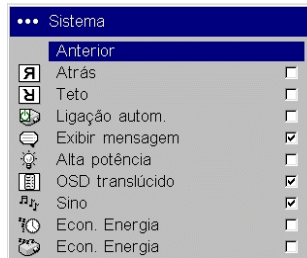 ••• Sistema
Anterior
Atrás
Teto
Ligação autom.
Exibir mensagem
Alta potência
OSD translúcido
Sino
Econ. Energia
Econ. Energia